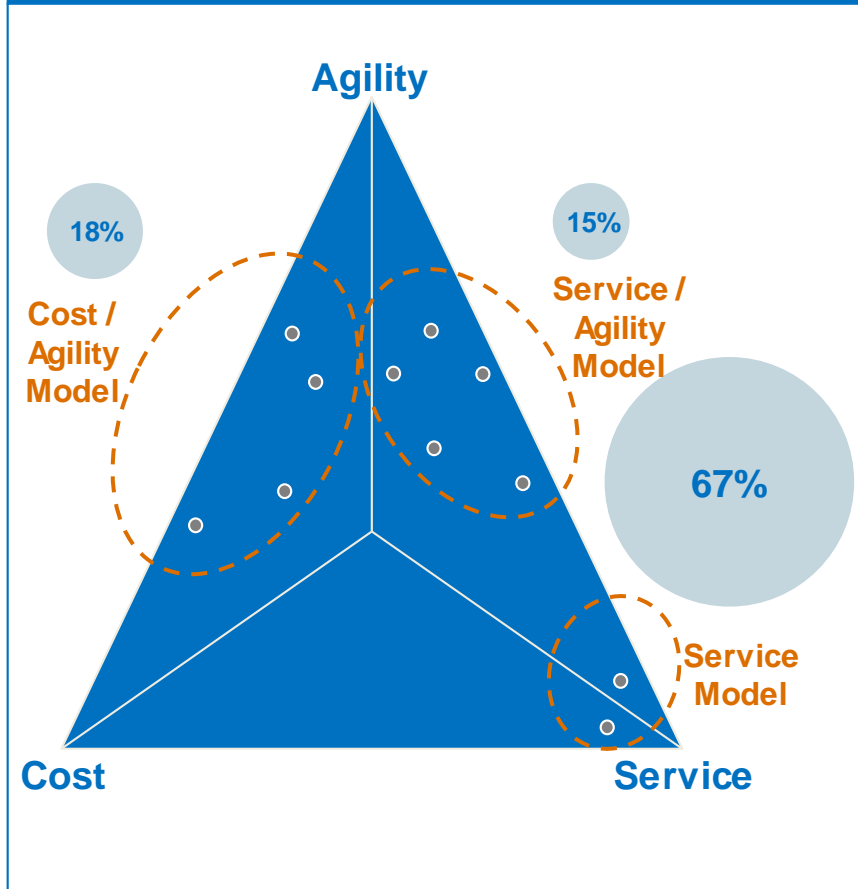 Agility
18%
15%
Cost /
Agility
Model
Service /
Agility
Model
67%
Service
Model
Cost
Service